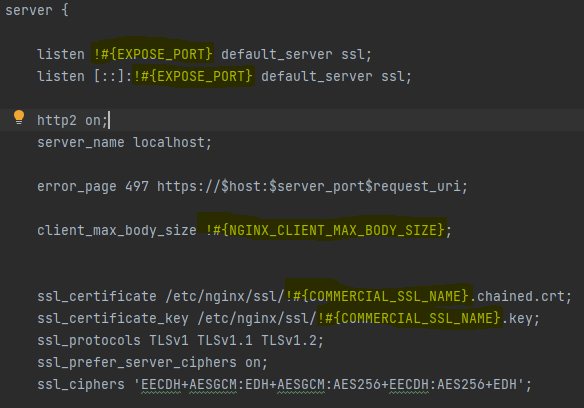 server {
listen !#{EXPOSE_PORT} default_server ssl;
listen [::]:!#{EXPOSE_PORT} default_server ssl;
http2 on;
server_name localhost;
error_page 497 https://$host:$server_port$request_uri;
client_max_body_size !#{NGINX_CLIENT_MAX_BODY_SIZE};
ssl_certificate /etc/nginx/ssl/!#{COMMERCIAL_SSL_NAME}.chained.crt;
ssl_certificate_key /etc/nginx/ssl/!#{COMMERCIAL_SSL_NAME}.key;
ssl_protocols TLSv1 TLSv1.1 TLSv1.2;
ssl_prefer_server_ciphers on;
ssl_ciphers 'EECDH+AESGCM:EDH+AESGCM:AES256+EECDH:AES256+EDH';